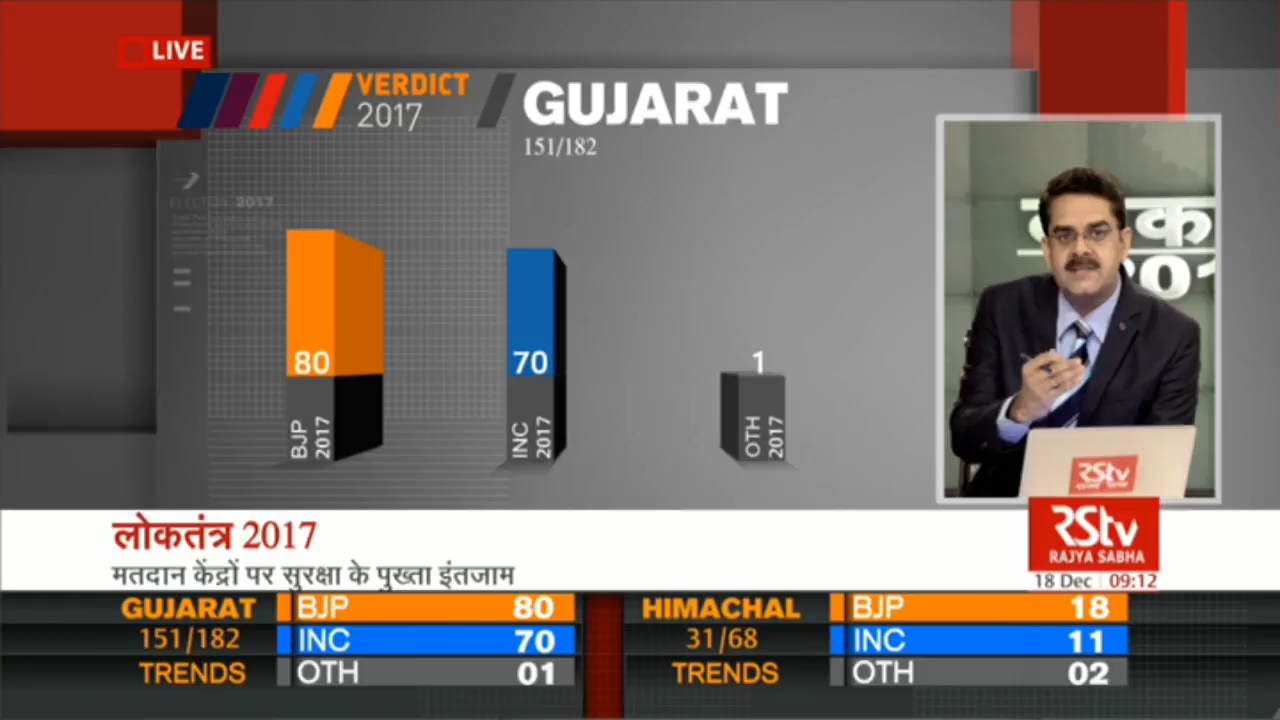 LIVE
VERDICT
2017
GUJARAT
151/182
ELECTION 2017
80
70
1
BJP
2017
INC
2017
OTH
2017
RStv
लोकतंत्र 2017
मतदान केंद्रों पर सुरक्षा के पुख्ता इंतजाम
RStv
RAJYA SABHA
18 Dec 09:12
GUJARAT BJP 80
151/182 INC 70
TRENDS OTH 01
HIMACHAL BJP 18
31/68 INC 11
TRENDS OTH 02